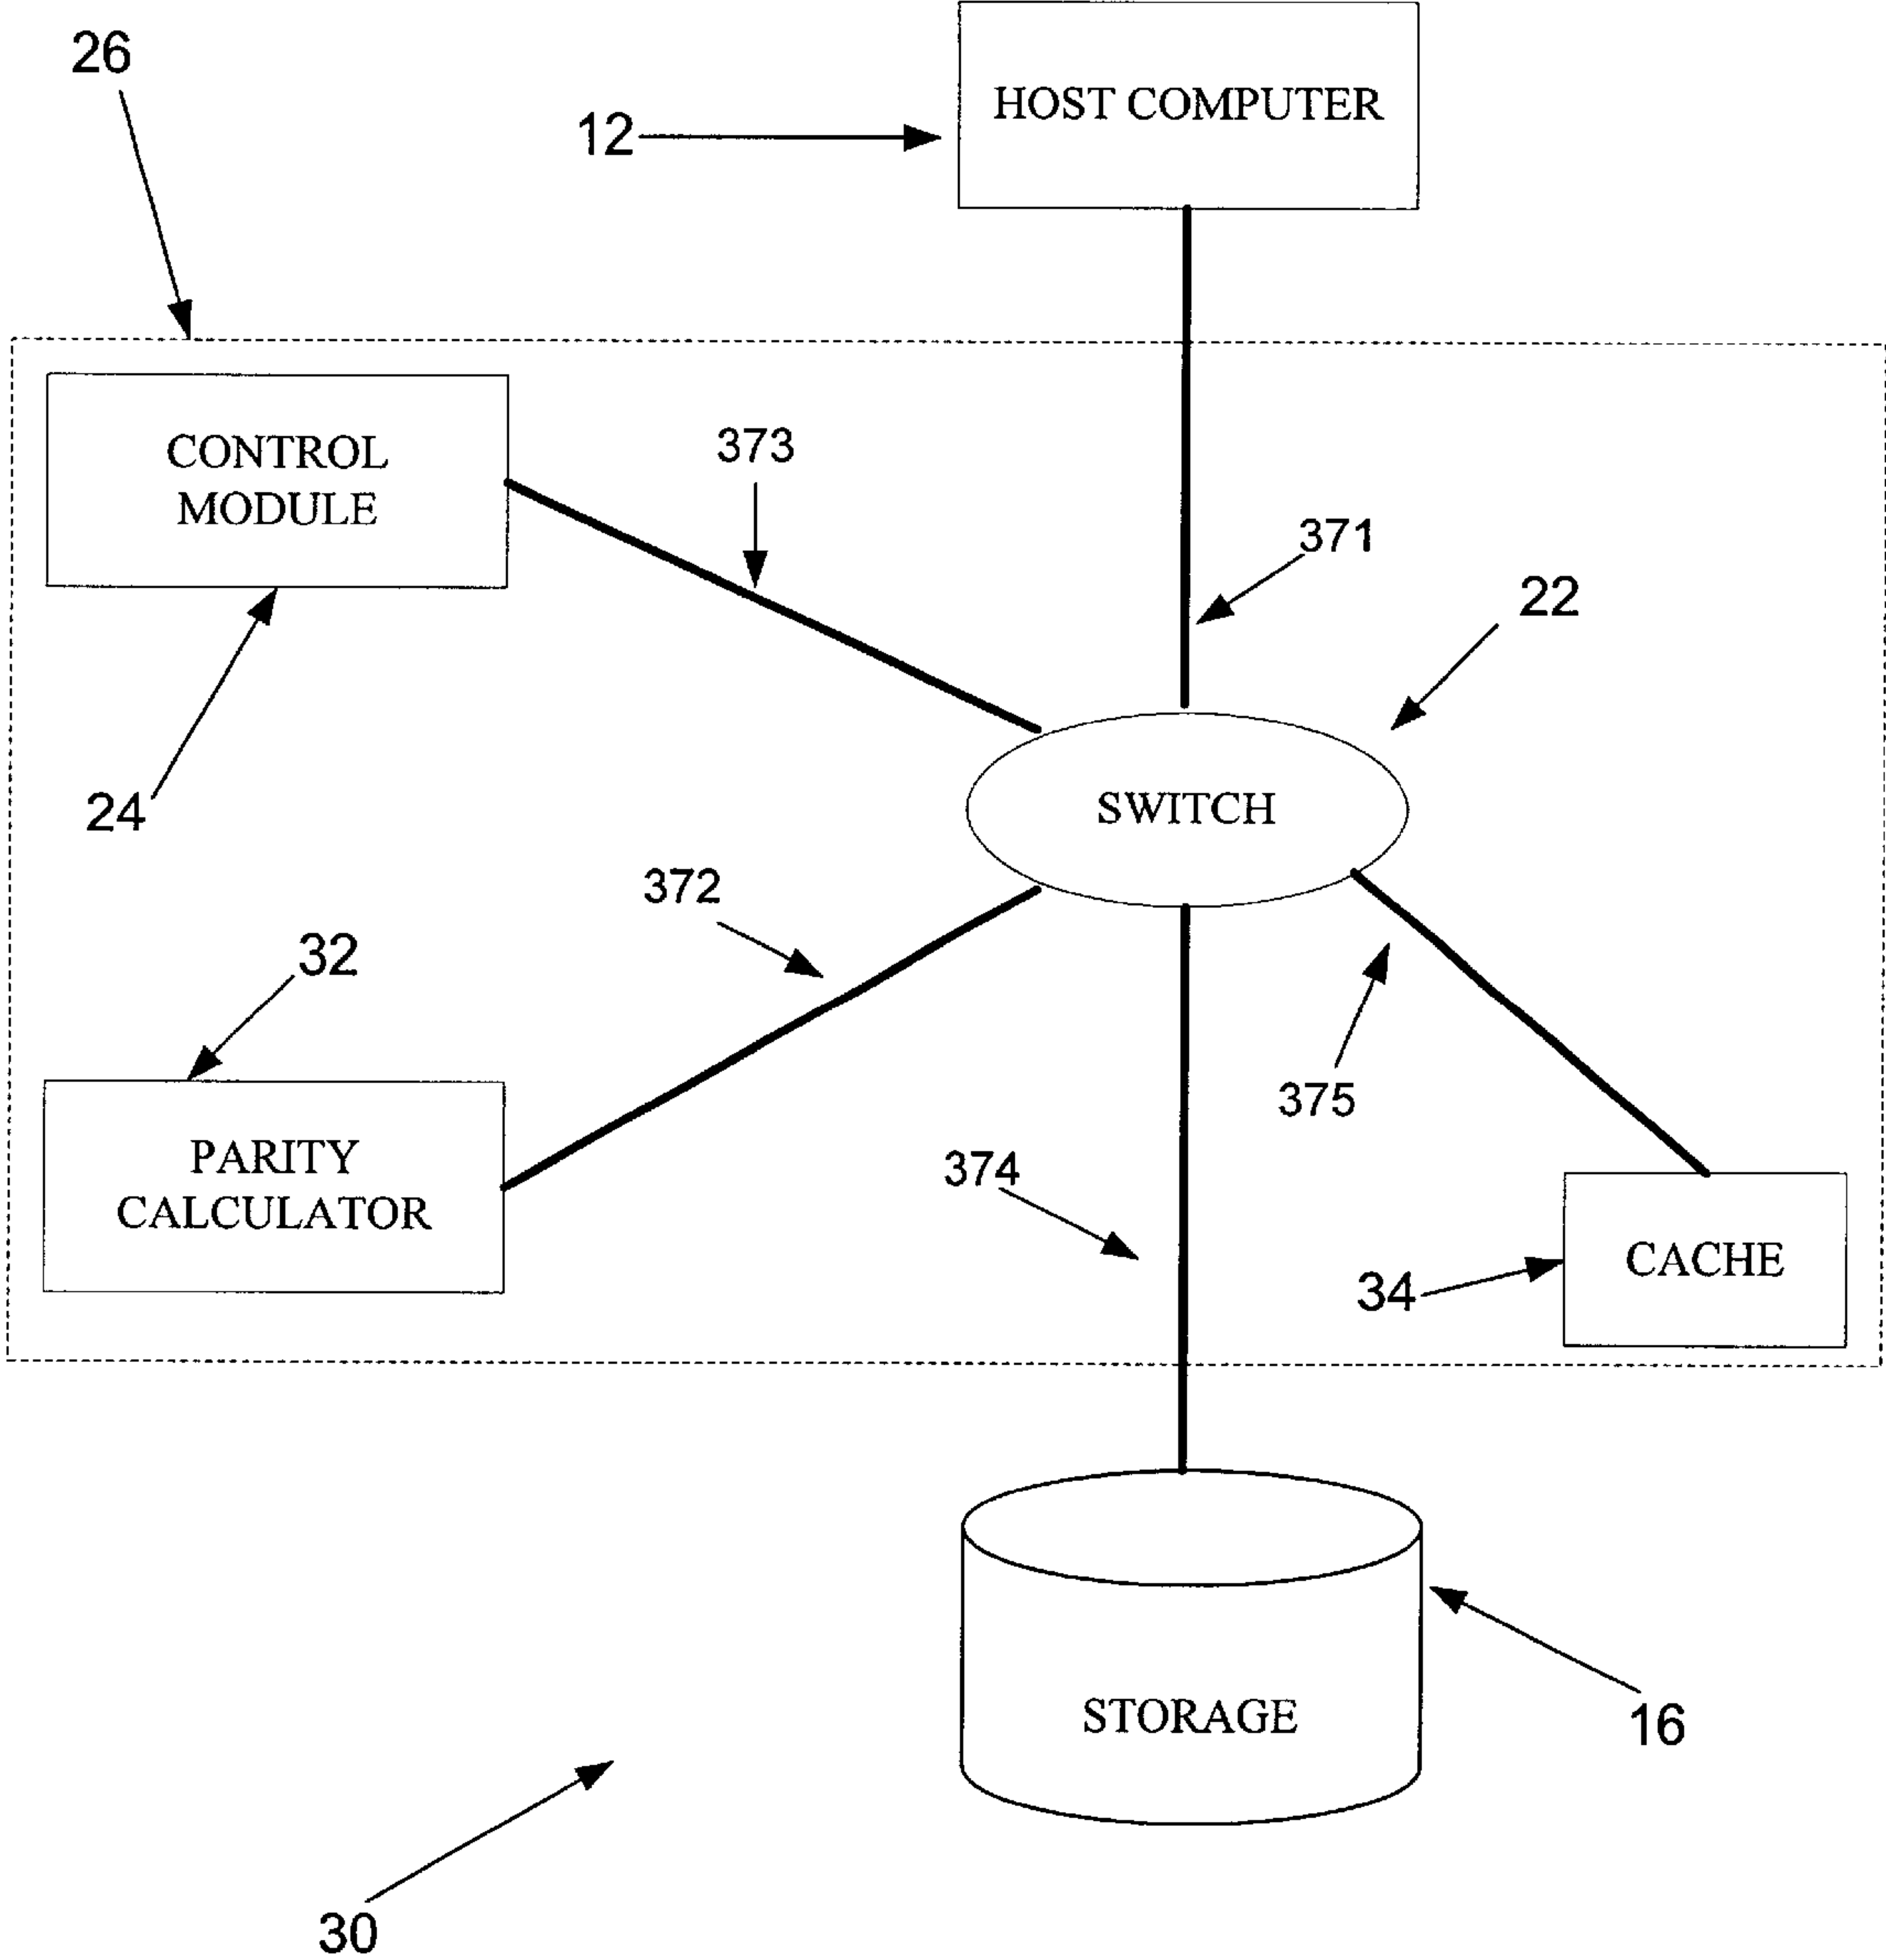 26
HOST COMPUTER
12
CONTROL
MODULE
373
371
22
24
SWITCH
372
32
375
PARITY
CALCULATOR
374
CACHE
34
STORAGE
16
30